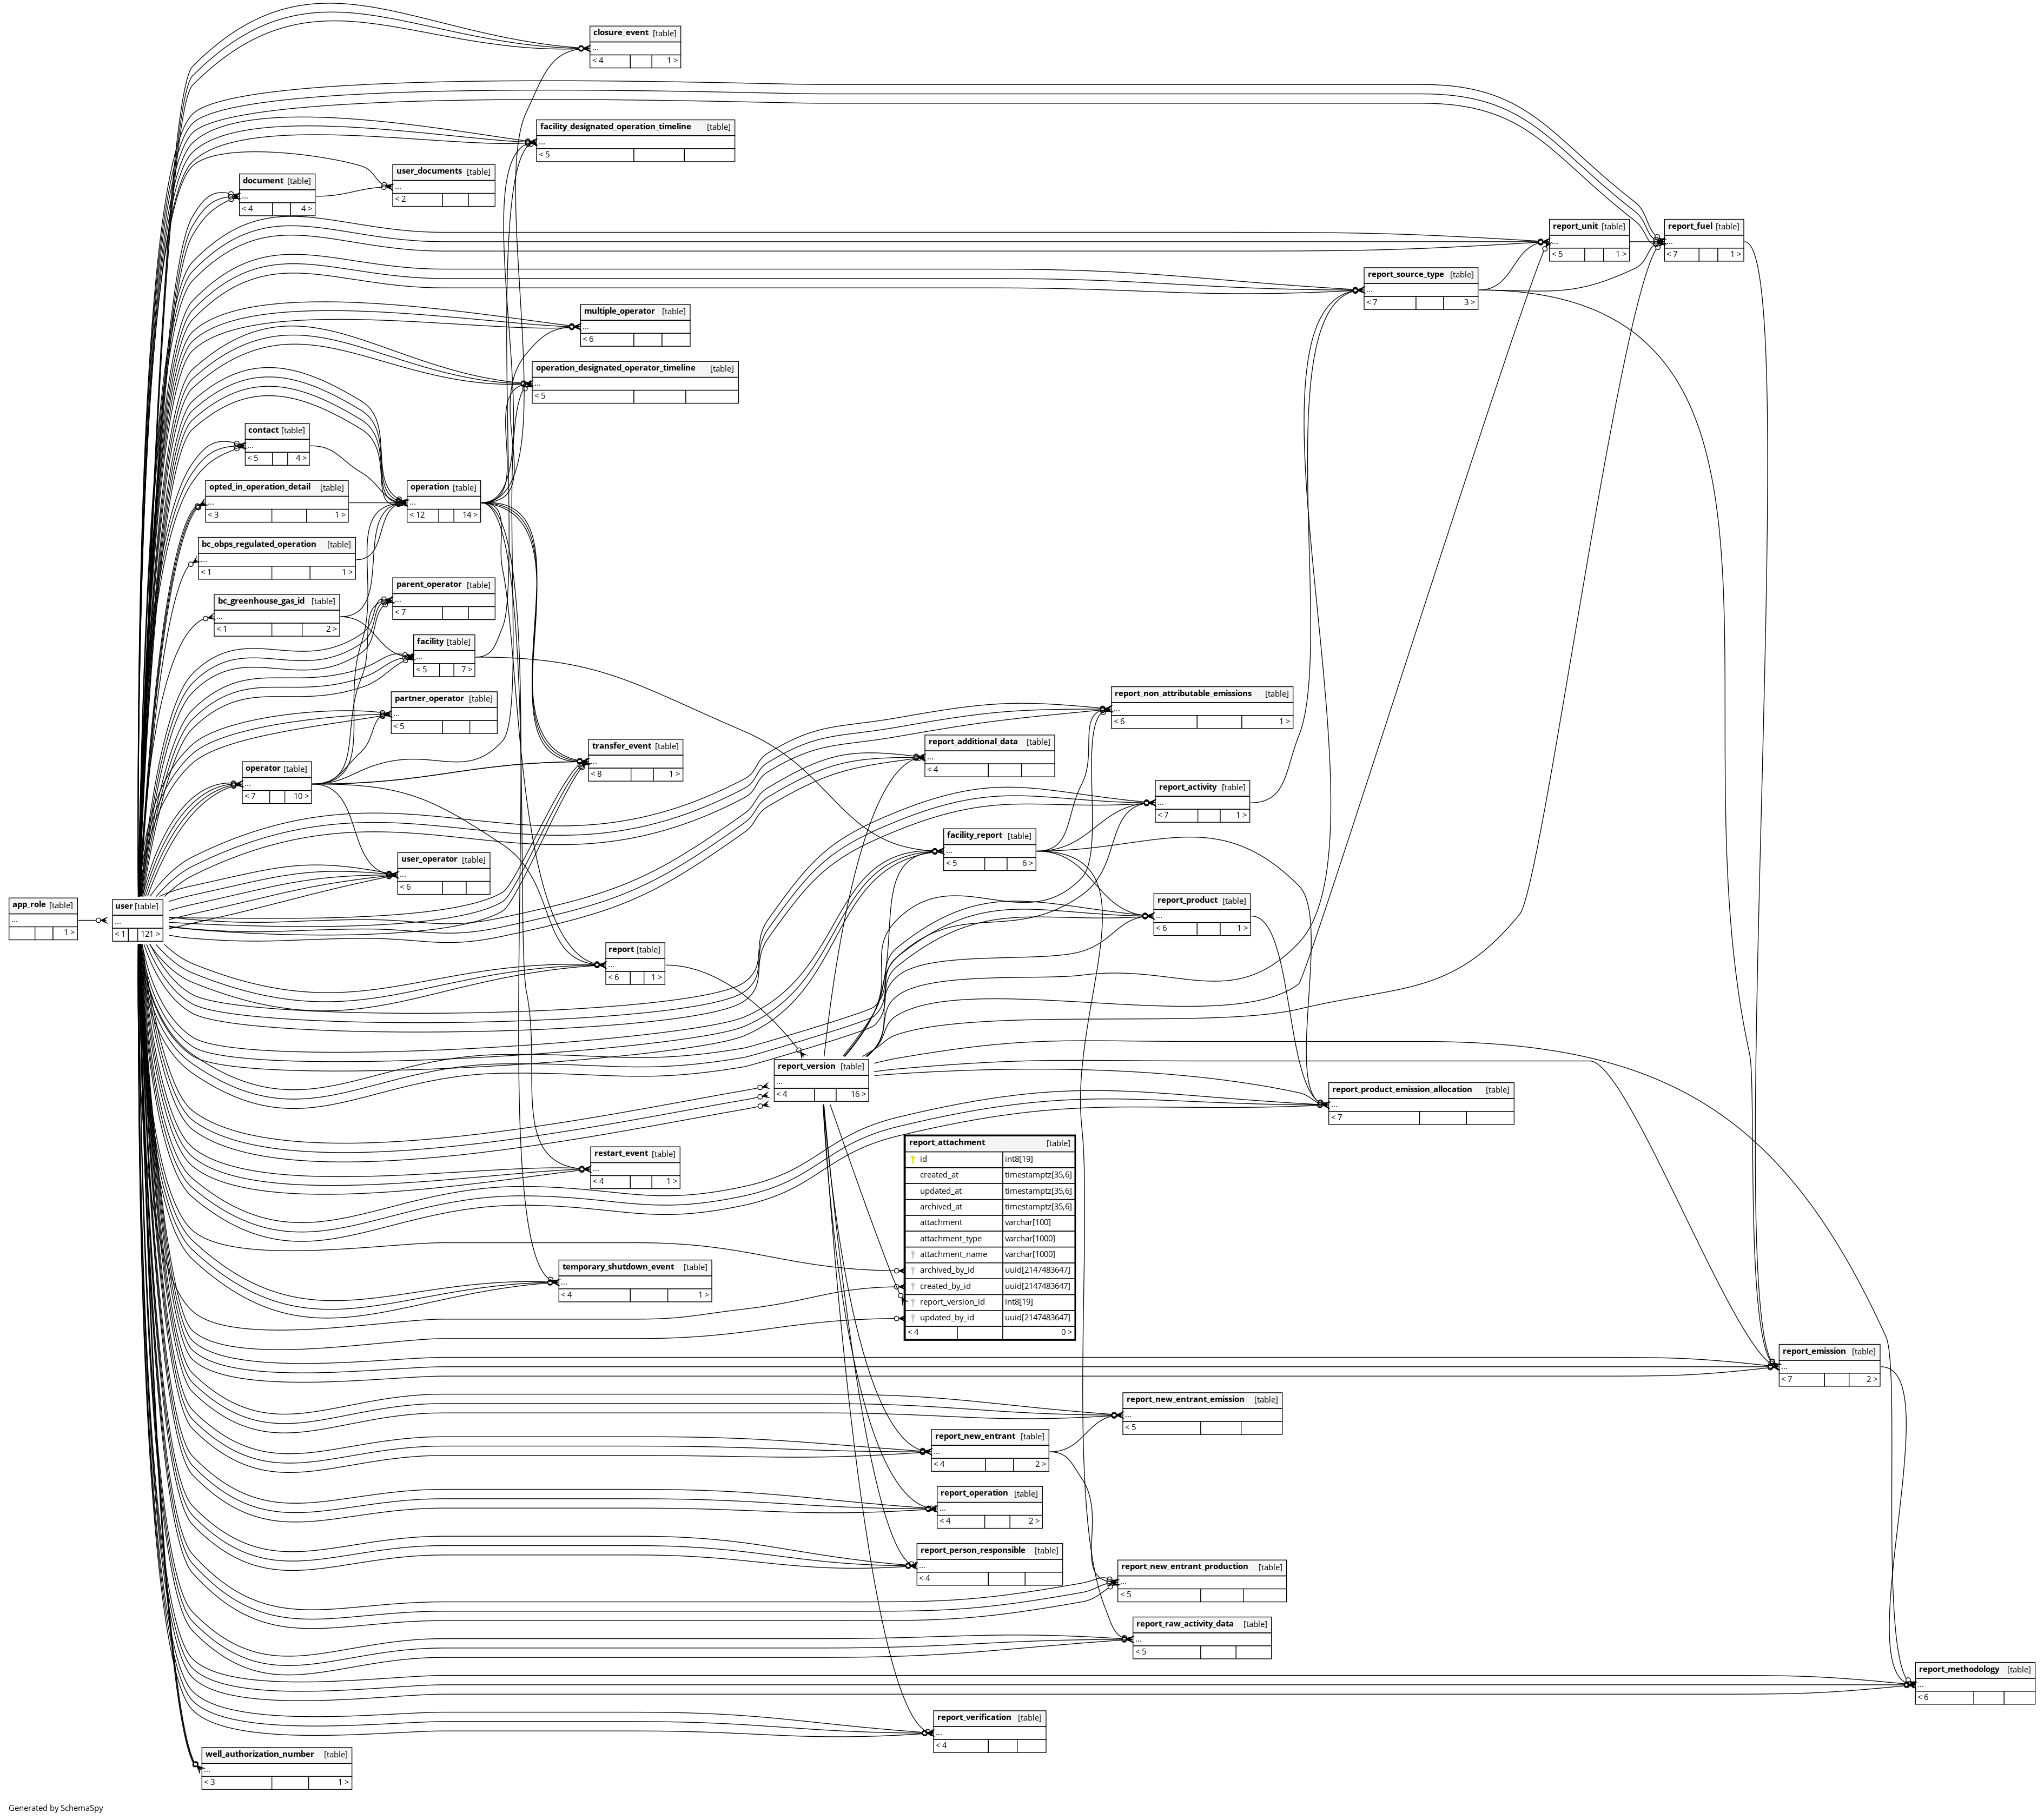 closure_event [table]
...
< 4 1 >
facility_designated_operation_timeline [table]
...
< 5
user_documents [table]
...
< 2
document [table]
...
< 4 4 >
report_unit [table]
...
< 5 1 >
report_fuel [table]
...
< 7 1 >
report_source_type [table]
...
< 7 3 >
multiple_operator [table]
...
< 6
operation_designated_operator_timeline [table]
...
< 5
contact [table]
...
< 5 4 >
opted_in_operation_detail [table]
...
< 3 1 >
operation [table]
...
< 12 14 >
bc_obps_regulated_operation [table]
...
< 1 1 >
parent_operator [table]
...
< 7
bc_greenhouse_gas_id [table]
...
< 1 2 >
facility [table]
...
< 5 7 >
partner_operator [table]
...
< 5
report_non_attributable_emissions [table]
...
< 6 1 >
transfer_event [table]
...
< 8 1 >
report_additional_data [table]
...
< 4
operator [table]
...
< 7 10 >
report_activity [table]
...
< 7 1 >
facility_report [table]
...
< 5 6 >
user_operator [table]
...
< 6
app_role [table]
...
1 >
user [table]
...
< 1 121 >
report_product [table]
...
< 6 1 >
report [table]
...
< 6 1 >
report_version [table]
...
< 4 16 >
report_product_emission_allocation [table]
...
< 7
report_attachment [table]
id int8[19]
created_at timestamptz[35,6]
updated_at timestamptz[35,6]
archived_at timestamptz[35,6]
attachment varchar[100]
attachment_type varchar[1000]
attachment_name varchar[1000]
archived_by_id uuid[2147483647]
created_by_id uuid[2147483647]
report_version_id int8[19]
updated_by_id uuid[2147483647]
< 4 0 >
restart_event [table]
...
< 4 1 >
temporary_shutdown_event [table]
...
< 4 1 >
report_emission [table]
...
< 7 2 >
report_new_entrant_emission [table]
...
< 5
report_new_entrant [table]
...
< 4 2 >
report_operation [table]
...
< 4 2 >
report_person_responsible [table]
...
< 4
report_new_entrant_production [table]
...
< 5
report_raw_activity_data [table]
...
< 5
report_methodology [table]
...
< 6
report_verification [table]
...
< 4
well_authorization_number [table]
...
< 3 1 >
Generated by SchemaSpy